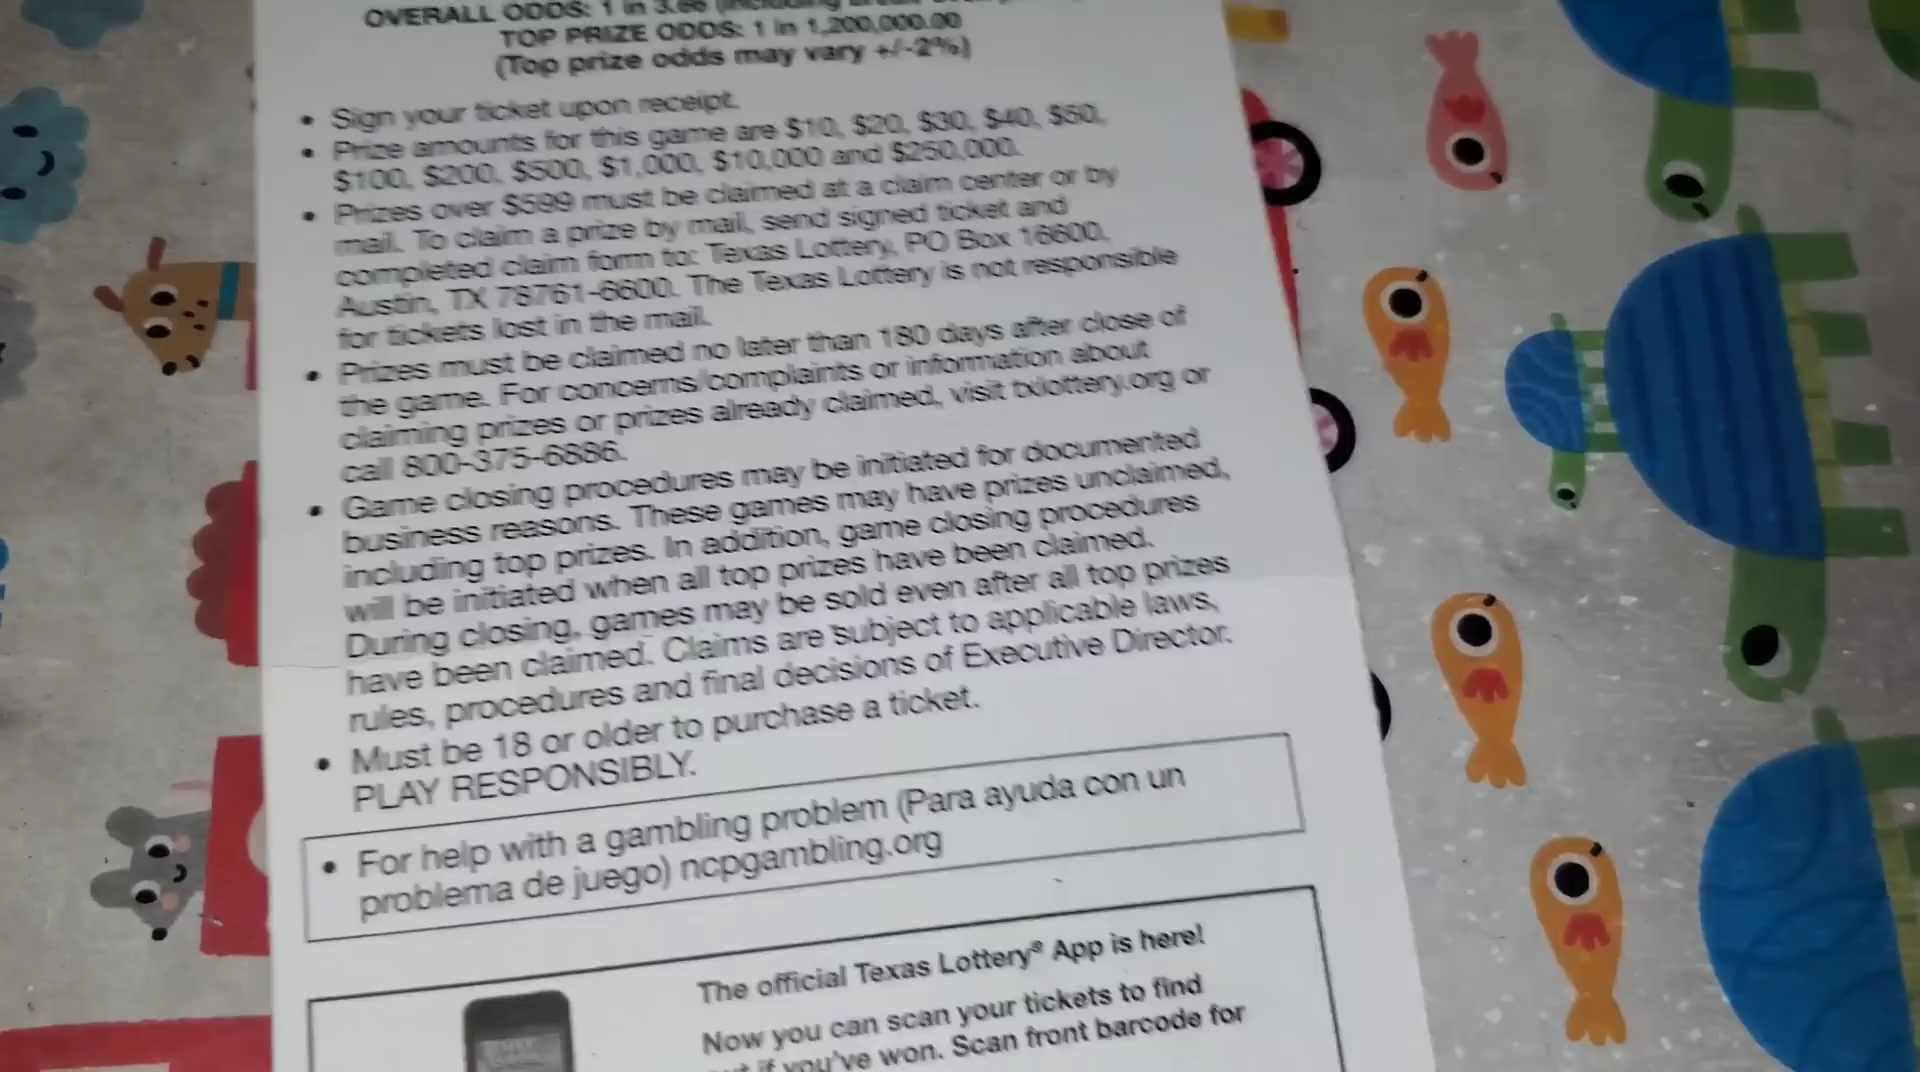 OVERALL ODDS: 1 in 3.66 (including
TOP PRIZE ODDS: 1 in 1,200,000.00
(Top prize odds may vary +/-2%)
• Sign your ticket upon receipt.
• Prize amounts for this game are $10, $20, $30, $40, $50,
$100, $200, $500, $1,000, $10,000 and $250,000.
• Prizes over $599 must be claimed at a claim center or by
mail. To claim a prize by mail, send signed ticket and
completed claim form to: Texas Lottery, PO Box 16600,
Austin, TX 78761-6600. The Texas Lottery is not responsible
for tickets lost in the mail.
• Prizes must be claimed no later than 180 days after close of
the game. For concerns/complaints or information about
claiming prizes or prizes already claimed, visit txlottery.org or
call 800-375-6886.
• Game closing procedures may be initiated for documented
business reasons. These games may have prizes unclaimed,
including top prizes. In addition, game closing procedures
will be initiated when all top prizes have been claimed.
During closing, games may be sold even after all top prizes
have been claimed. Claims are subject to applicable laws,
rules, procedures and final decisions of Executive Director.
• Must be 18 or older to purchase a ticket.
PLAY RESPONSIBLY.
• For help with a gambling problem (Para ayuda con un
problema de juego) ncpgambling.org
The official Texas Lottery® App is here!
Now you can scan your tickets to find
out if you've won. Scan front barcode for